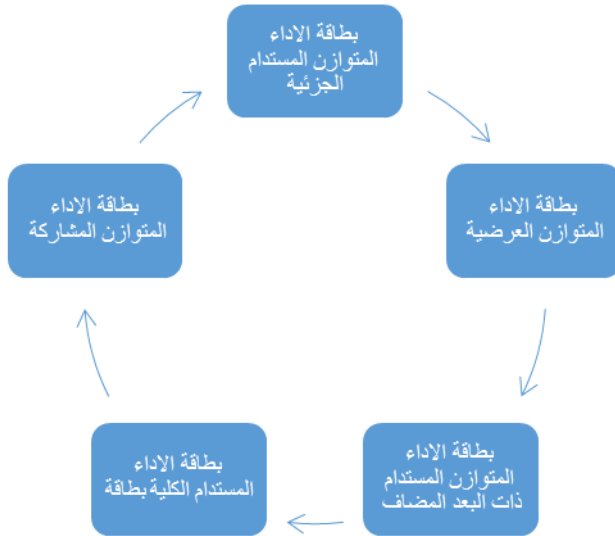 بطاقة الاداء
المتوازن المستدام
الجزئية
بطاقة الاداء
المتوازن العرضية
بطاقة الاداء
المتوازن المستدام
ذات البعد المضاف
بطاقة الاداء
المستدام الكلية بطاقة
بطاقة الاداء
المتوازن المشاركة